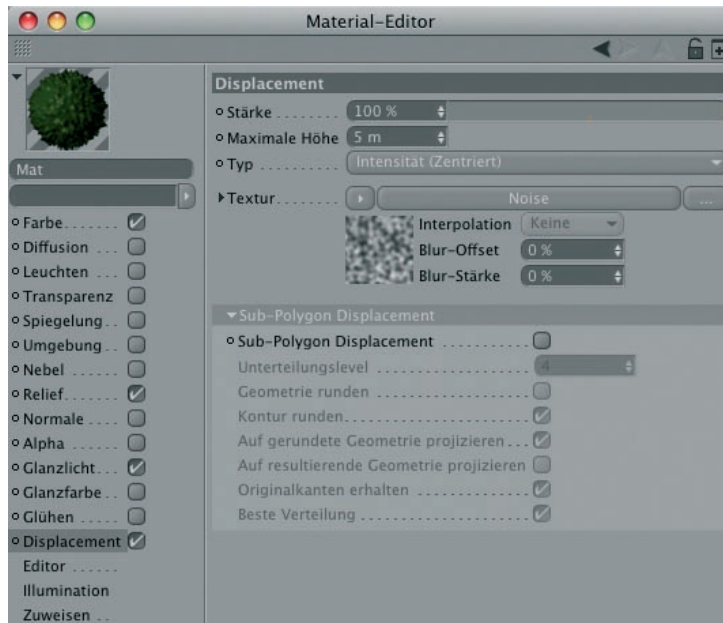 Material-Editor
Mat
Farbe
Diffusion
Leuchten
Transparenz
Spiegelung
Umgebung
Nebel
Relief
Normale
Alpha
Glanzlicht
Glanzfarbe
Glühen
Displacement
Editor
Illumination
Zuweisen
Displacement
Stärke 100 %
Maximale Höhe 5 m
Typ Intensität (Zentriert)
Textur Noise ...
Interpolation Keine
Blur-Offset 0 %
Blur-Stärke 0 %
Sub-Polygon Displacement
Sub-Polygon Displacement
Unterteilungslevel 4
Geometrie runden
Kontur runden
Auf gerundete Geometrie projizieren
Auf resultierende Geometrie projizieren
Originalkanten erhalten
Beste Verteilung